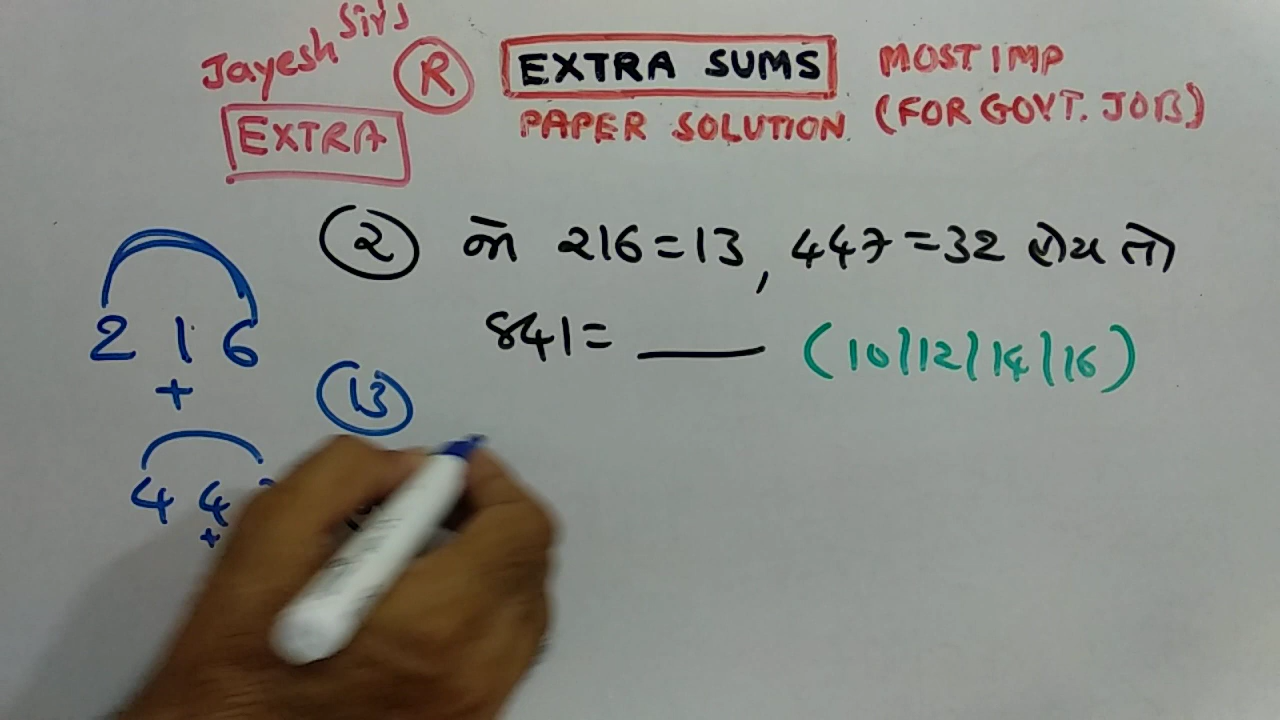 Jayesh Sir's
EXTRA
R
EXTRA SUMS
PAPER SOLUTION
MOST IMP
(FOR GOVT. JOB)
૨ જો 216=13, 447=32 હોય તો
841= ____ (10/12/14/16)
2 1 6
+
13
4 4
+